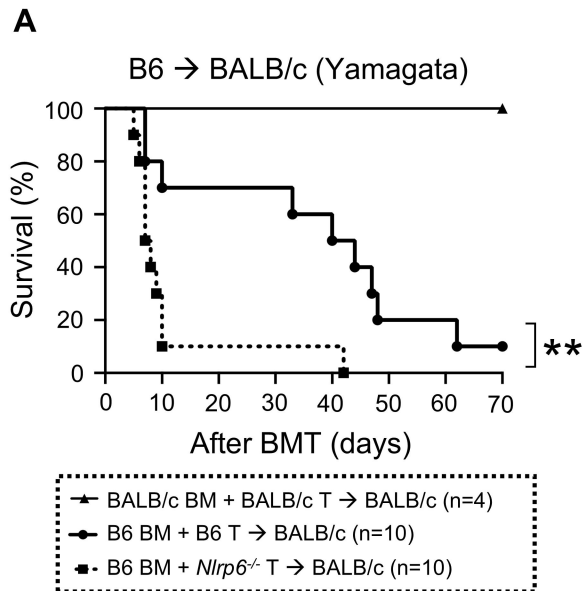 A
B6 → BALB/c (Yamagata)
Survival (%)
100
80
60
40
20
0
0 10 20 30 40 50 60 70
**
After BMT (days)
BALB/c BM + BALB/c T → BALB/c (n=4)
B6 BM + B6 T → BALB/c (n=10)
B6 BM + Nlrp6-/- T → BALB/c (n=10)